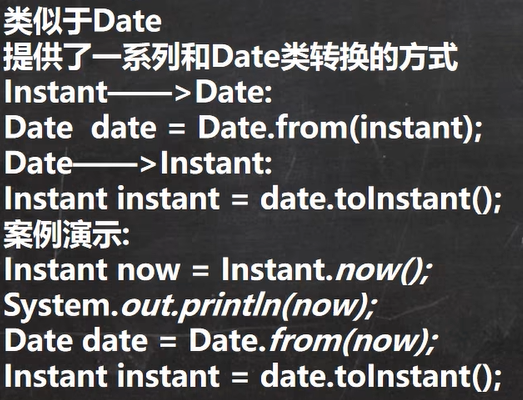 类似于Date
提供了一系列和Date类转换的方式
Instant——>Date:
Date  date = Date.from(instant);
Date——>Instant:
Instant instant = date.toInstant();
案例演示:
Instant now = Instant.now();
System.out.println(now);
Date date = Date.from(now);
Instant instant = date.toInstant();